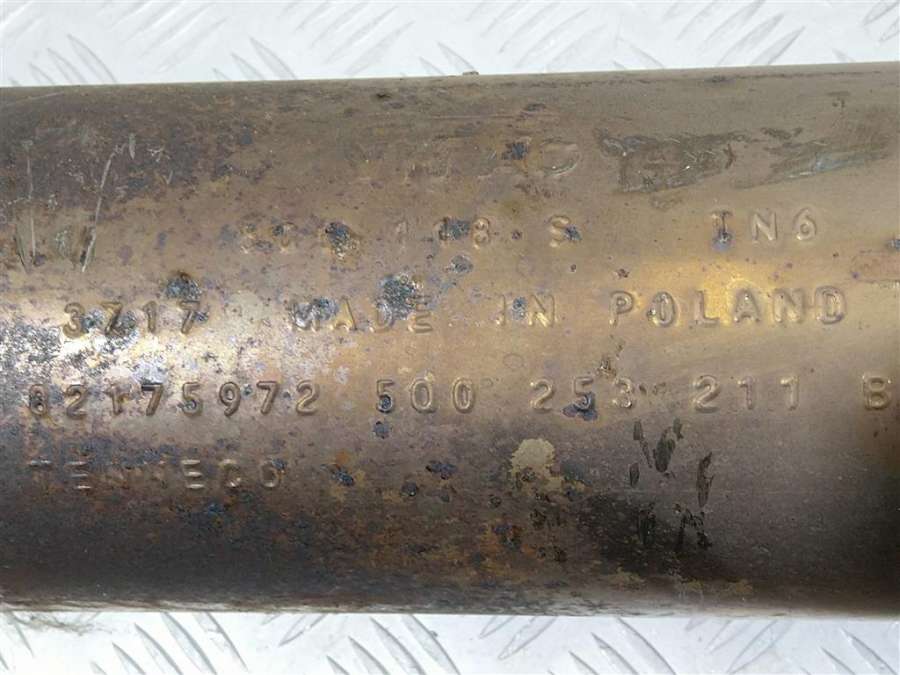 IN6
3717 MADE IN POLAND
82175972 500 253 211 B
TENNECO